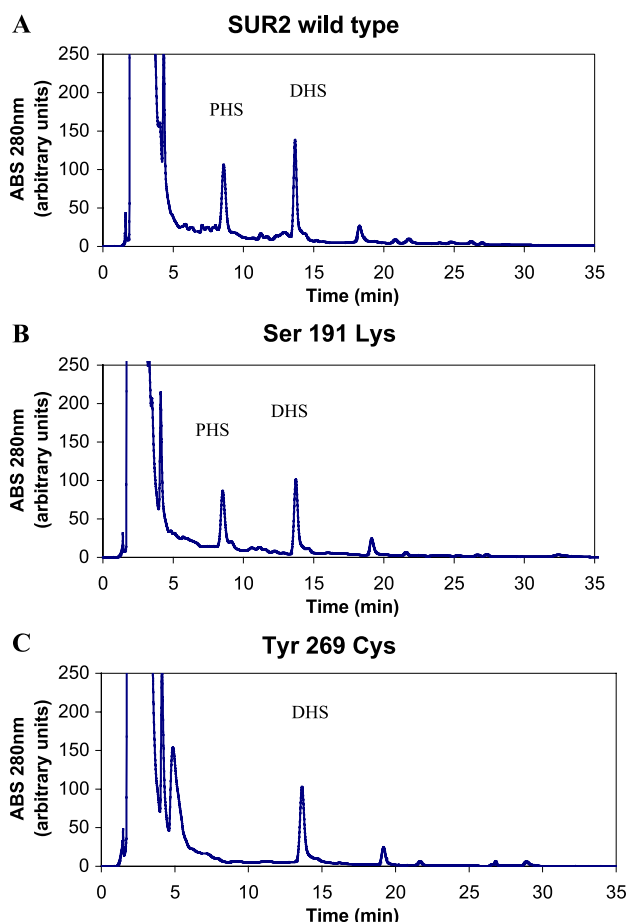 A
SUR2 wild type
ABS 280nm
(arbitrary units)
250
200
150
100
50
0
PHS
DHS
0 5 10 15 20 25 30 35
Time (min)
B
Ser 191 Lys
ABS 280nm
(arbitrary units)
250
200
150
100
50
0
PHS
DHS
0 5 10 15 20 25 30 35
Time (min)
C
Tyr 269 Cys
ABS 280nm
(arbitrary units)
250
200
150
100
50
0
DHS
0 5 10 15 20 25 30 35
Time (min)